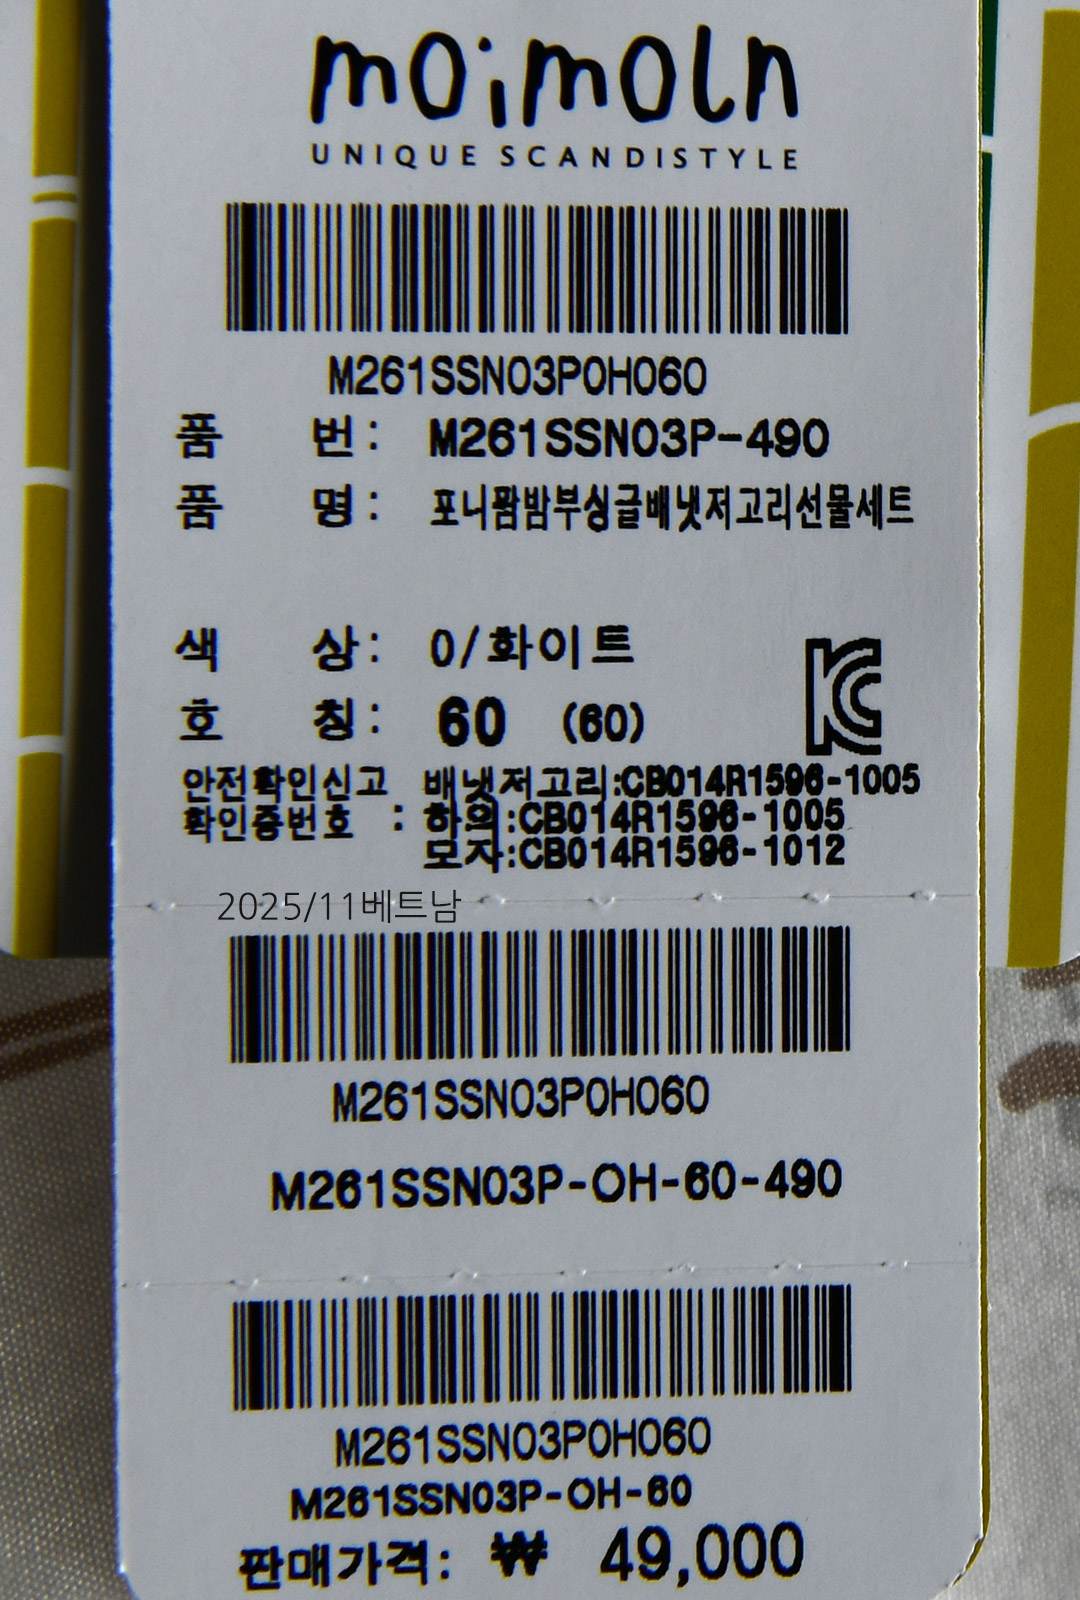 moimoln
UNIQUE SCANDISTYLE
M261SSN03P0H060
품 번: M261SSN03P-490
품 명: 포니팜밤부싱글배냇저고리선물세트
색 상: 0/화이트
호 칭: 60 (60)
안전확인신고 배냇저고리:CB014R1596-1005
확인증번호 : 하의:CB014R1596-1005
모자:CB014R1596-1012
2025/11베트남
M261SSN03P0H060
M261SSN03P-OH-60-490
M261SSN03P0H060
M261SSN03P-OH-60
판매가격: ₩ 49,000